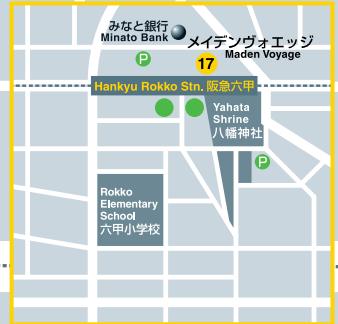 みなと銀行
Minato Bank
メイデンヴォエッジ
Maden Voyage
P
17
Hankyu Rokko Stn. 阪急六甲
Yahata
Shrine
八幡神社
P
Rokko
Elementary
School
六甲小学校